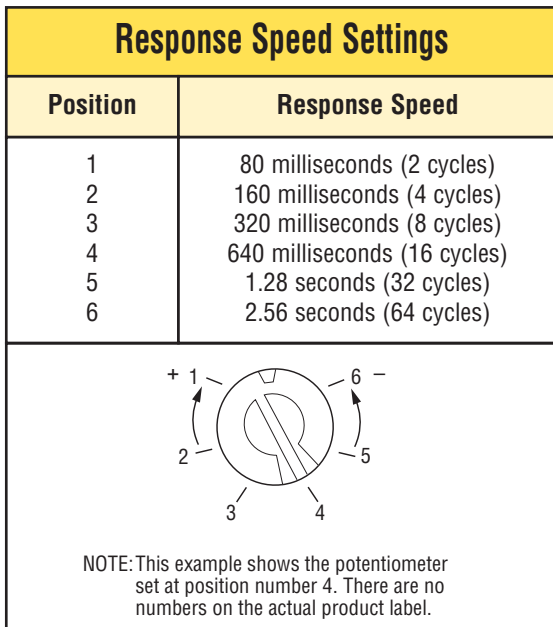 Response Speed Settings
Position Response Speed
1 80 milliseconds (2 cycles)
2 160 milliseconds (4 cycles)
3 320 milliseconds (8 cycles)
4 640 milliseconds (16 cycles)
5 1.28 seconds (32 cycles)
6 2.56 seconds (64 cycles)
+ 1 6 –
2 5
3 4
NOTE: This example shows the potentiometer
set at position number 4. There are no
numbers on the actual product label.